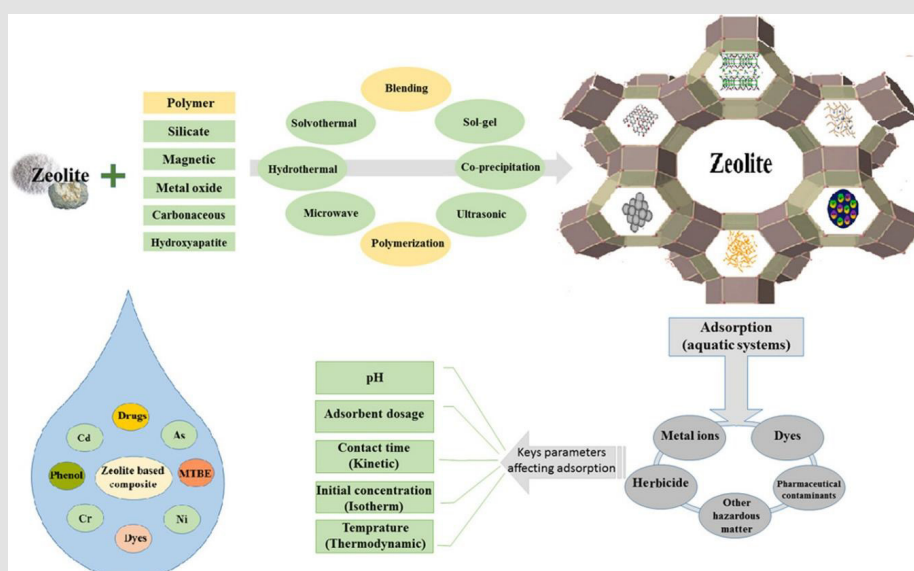 Zeolite
+
Polymer
Silicate
Magnetic
Metal oxide
Carbonaceous
Hydroxyapatite
Blending
Solvothermal
Sol-gel
Hydrothermal
Co-precipitation
Microwave
Ultrasonic
Polymerization
Zeolite
Adsorption
(aquatic systems)
Metal ions
Dyes
Herbicide
Pharmaceutical
contaminants
Other
hazardous
matter
Keys parameters
affecting adsorption
pH
Adsorbent dosage
Contact time
(Kinetic)
Initial concentration
(Isotherm)
Temprature
(Thermodynamic)
Drugs
Cd
As
Phenol
Zeolite based
composite
MTBE
Cr
Ni
Dyes